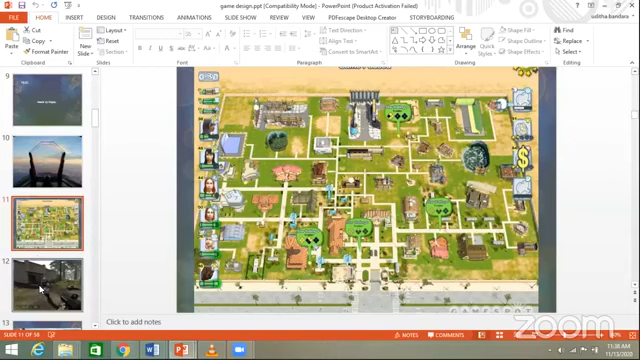 game design.ppt [Compatibility Mode] - PowerPoint (Product Activation Failed)
suditha bandara
FILE HOME INSERT DESIGN TRANSITIONS ANIMATIONS SLIDE SHOW REVIEW VIEW PDFescape Desktop Creator STORYBOARDING
Cut
Copy
Format Painter
Paste
Clipboard
New
Slide
Layout
Reset
Section
Slides
Font
Text Direction
Align Text
Convert to SmartArt
Paragraph
Arrange
Quick
Styles
Shape Fill
Shape Outline
Shape Effects
Drawing
Find
Replace
Select
Editing
9
10
11
12
13
GAMESPOT
Click to add notes
SLIDE 11 OF 58
NOTES
COMMENTS
zoom
11:38 AM
11/13/2020